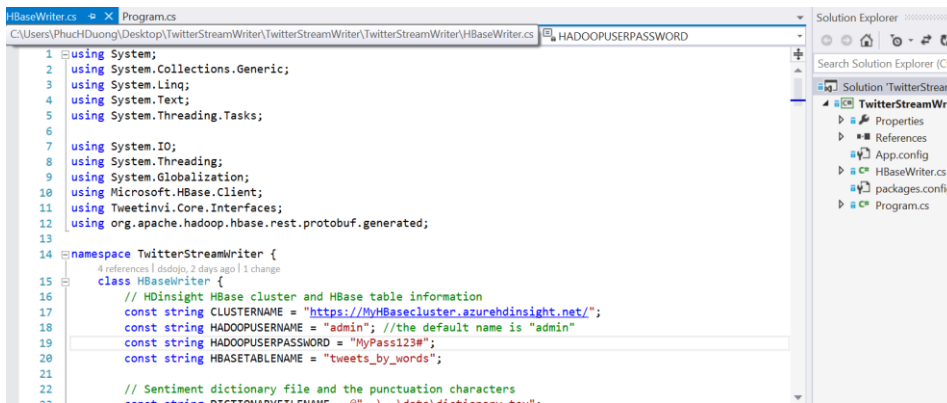 HBaseWriter.cs Program.cs
C:\Users\PhucHDuong\Desktop\TwitterStreamWriter\TwitterStreamWriter\TwitterStreamWriter\HBaseWriter.cs HADOOPUSERPASSWORD
1 using System;
2 using System.Collections.Generic;
3 using System.Linq;
4 using System.Text;
5 using System.Threading.Tasks;
6
7 using System.IO;
8 using System.Threading;
9 using System.Globalization;
10 using Microsoft.HBase.Client;
11 using Tweetinvi.Core.Interfaces;
12 using org.apache.hadoop.hbase.rest.protobuf.generated;
13
14 namespace TwitterStreamWriter {
4 references | dsdojo, 2 days ago | 1 change
15 class HBaseWriter {
16 // HDinsight HBase cluster and HBase table information
17 const string CLUSTERNAME = "https://MyHBasecluster.azurehdinsight.net/";
18 const string HADOOPUSERNAME = "admin"; //the default name is "admin"
19 const string HADOOPUSERPASSWORD = "MyPass123#";
20 const string HBASETABLENAME = "tweets_by_words";
21
22 // Sentiment dictionary file and the punctuation characters
Solution Explorer
Search Solution Explorer (C
Solution 'TwitterStrear
TwitterStreamWr
Properties
References
App.config
HBaseWriter.cs
packages.confi
Program.cs